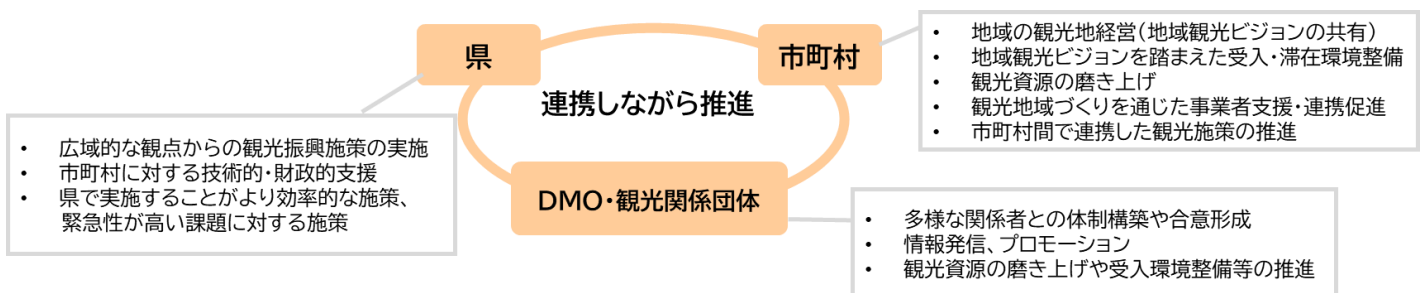 県
市町村
連携しながら推進
DMO・観光関係団体
• 広域的な観点からの観光振興施策の実施
• 市町村に対する技術的・財政的支援
• 県で実施することがより効率的な施策、
緊急性が高い課題に対する施策
• 地域の観光地経営(地域観光ビジョンの共有)
• 地域観光ビジョンを踏まえた受入・滞在環境整備
• 観光資源の磨き上げ
• 観光地域づくりを通じた事業者支援・連携促進
• 市町村間で連携した観光施策の推進
• 多様な関係者との体制構築や合意形成
• 情報発信、プロモーション
• 観光資源の磨き上げや受入環境整備等の推進